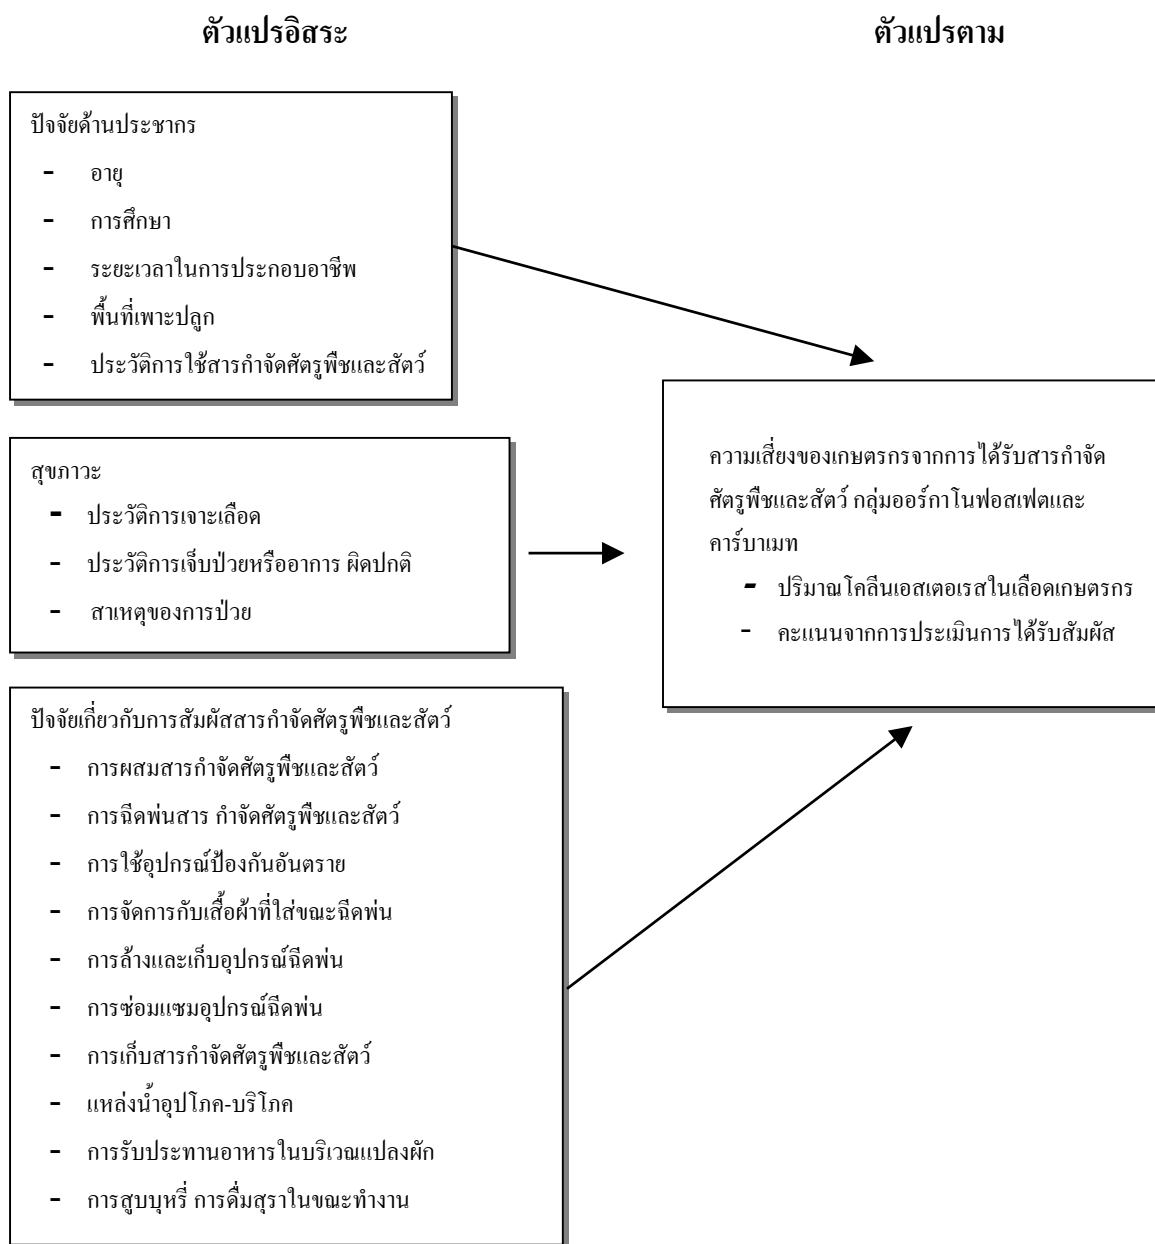 ตัวแปรอิสระ
ตัวแปรตาม
ปัจจัยด้านประชากร
- อายุ
- การศึกษา
- ระยะเวลาในการประกอบอาชีพ
- พื้นที่เพาะปลูก
- ประวัติการใช้สารกำจัดศัตรูพืชและสัตว์
สุขภาวะ
- ประวัติการเจาะเลือด
- ประวัติการเจ็บป่วยหรืออาการ ผิดปกติ
- สาเหตุของการป่วย
ปัจจัยเกี่ยวกับการสัมผัสสารกำจัดศัตรูพืชและสัตว์
- การผสมสารกำจัดศัตรูพืชและสัตว์
- การฉีดพ่นสาร กำจัดศัตรูพืชและสัตว์
- การใช้อุปกรณ์ป้องกันอันตราย
- การจัดการกับเสื้อผ้าที่ใส่ขณะฉีดพ่น
- การล้างและเก็บอุปกรณ์ฉีดพ่น
- การซ่อมแซมอุปกรณ์ฉีดพ่น
- การเก็บสารกำจัดศัตรูพืชและสัตว์
- แหล่งน้ำอุปโภค-บริโภค
- การรับประทานอาหารในบริเวณแปลงผัก
- การสูบบุหรี่ การดื่มสุราในขณะทำงาน
ความเสี่ยงของเกษตรกรจากการได้รับสารกำจัด
ศัตรูพืชและสัตว์ กลุ่มออร์กาโนฟอสเฟตและ
คาร์บาเมท
- ปริมาณโคลีนเอสเตอเรสในเลือดเกษตรกร
- คะแนนจากการประเมินการได้รับสัมผัส